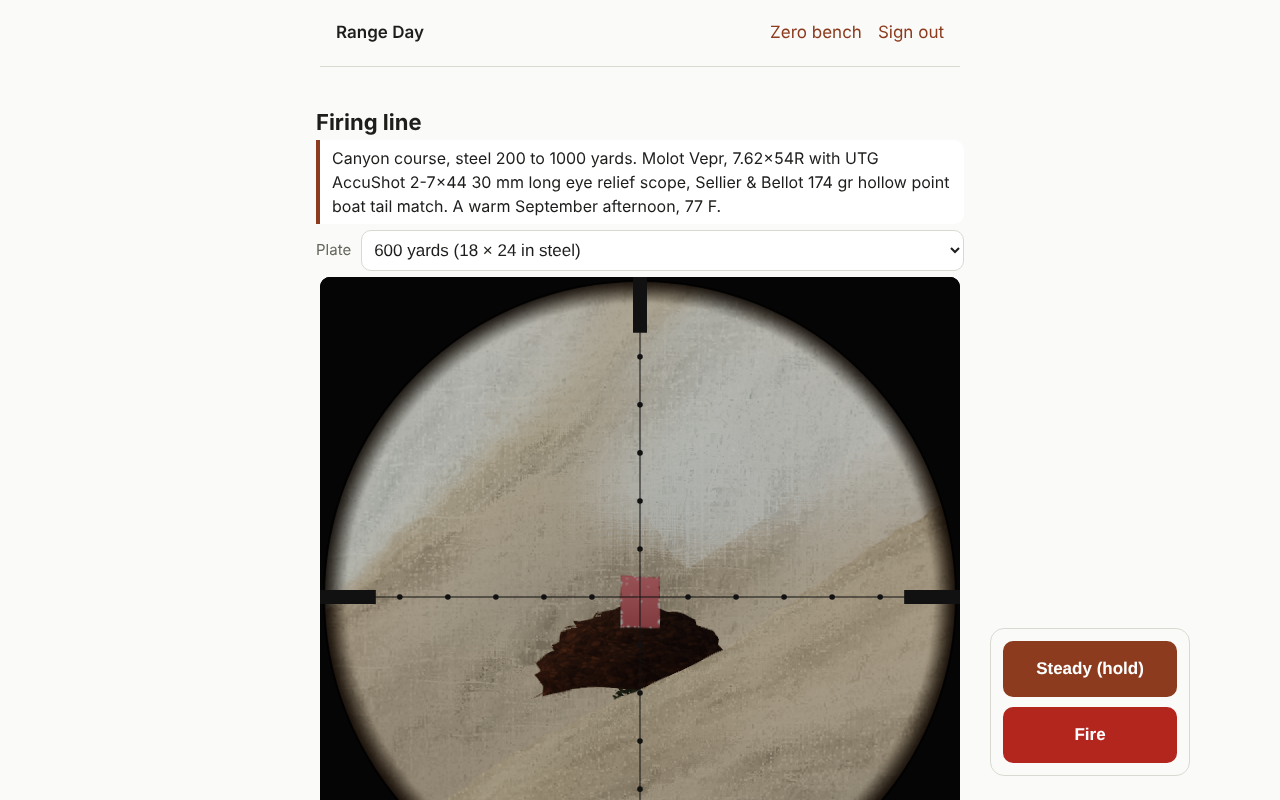 Range Day
Zero bench
Sign out
Firing line
Canyon course, steel 200 to 1000 yards. Molot Vepr, 7.62×54R with UTG
AccuShot 2-7×44 30 mm long eye relief scope, Sellier & Bellot 174 gr hollow point
boat tail match. A warm September afternoon, 77 F.
Plate
600 yards (18 × 24 in steel)
Steady (hold)
Fire